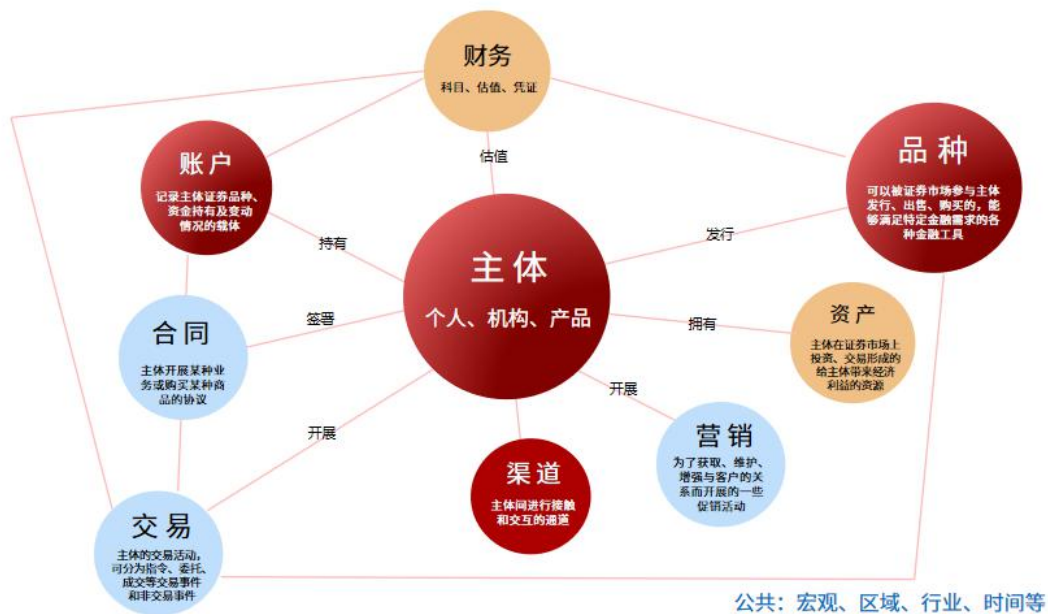 财务
科目、估值、凭证
账户
记录主体证券品种、
资金持有及变动
情况的载体
估值
品种
可以被证券市场参与主体
发行、出售、购买的，能
够满足特定金融需求的各
种金融工具
持有
发行
主体
个人、机构、产品
合同
主体开展某种业
务或购买某种商
品的协议
签署
拥有
资产
主体在证券市场上
投资、交易形成的
给主体带来经济
利益的资源
开展
开展
营销
为了获取、维护、
增强与客户的关
系而开展的一些
促销活动
渠道
主体间进行接触
和交互的通道
交易
主体的交易活动，
可分为指令、委托、
成交等交易事件
和非交易事件
公共：宏观、区域、行业、时间等